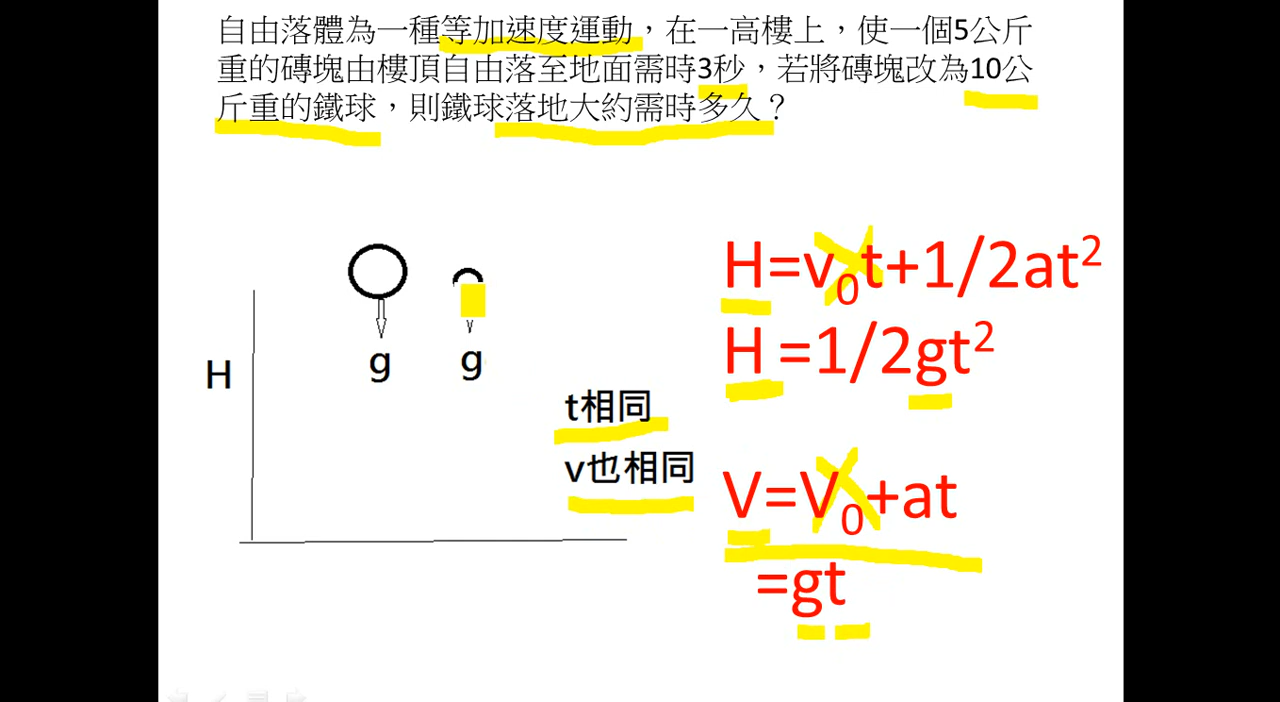 自由落體為一種等加速度運動，在一高樓上，使一個5公斤
重的磚塊由樓頂自由落至地面需時3秒，若將磚塊改為10公
斤重的鐵球，則鐵球落地大約需時多久？
H=v₀t+1/2at²
H =1/2gt²
g
g
H
t相同
v也相同
V=V₀+at
=gt